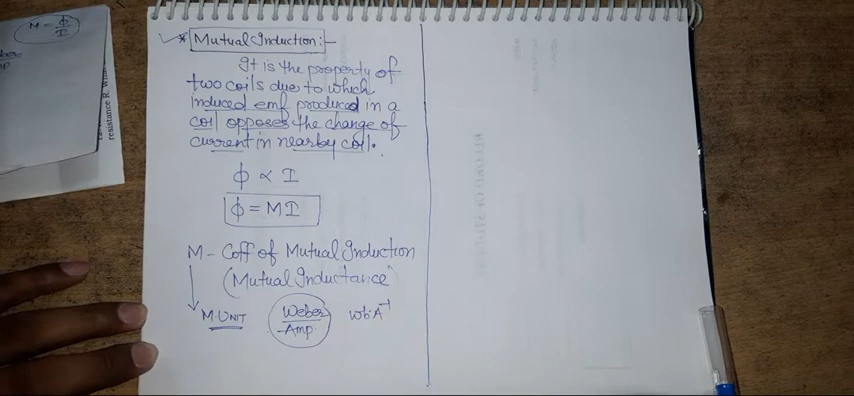 M = ϕ/I
Amp
resistance R. Wh
* Mutual Induction:-
It is the property of
two coils due to which
induced emf produced in a
coil opposes the change of
current in nearby coil.
ϕ ∝ I
ϕ = MI
M - Coff of Mutual Induction
(Mutual Inductance)
M. UNIT Weber/Amp. Wb·A⁻¹